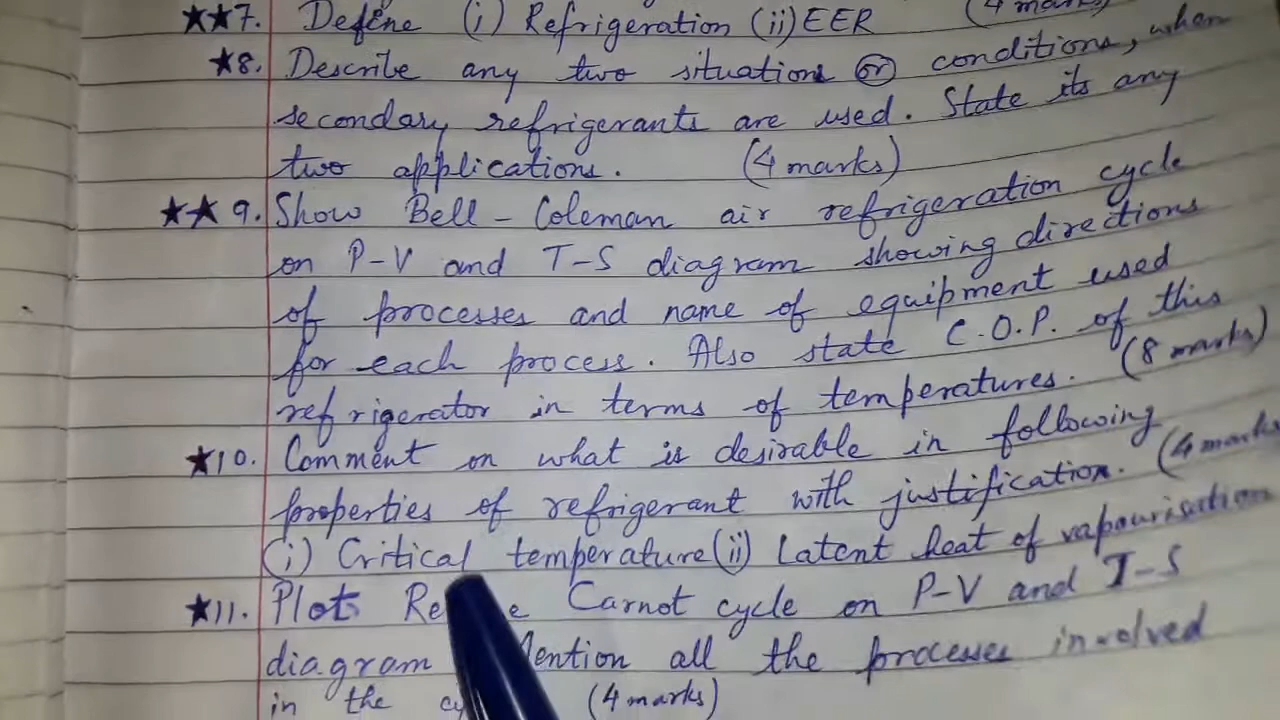 ★★7. Define (i) Refrigeration (ii) EER (4 marks)
★8. Describe any two situations or conditions, when
secondary refrigerants are used. State its any
two applications. (4 marks)
★★ 9. Show Bell-Coleman air refrigeration cycle
on P-V and T-S diagram showing directions
of processes and name of equipment used
for each process. Also state C.O.P. of this
refrigerator in terms of temperatures. (8 marks)
★10. Comment on what is desirable in following
properties of refrigerant with justification. (4 marks
(i) Critical temperature (ii) Latent heat of vapourisation
★11. Plot Carnot cycle on P-V and T-S
diagram all the processes involved
in the (4 marks)